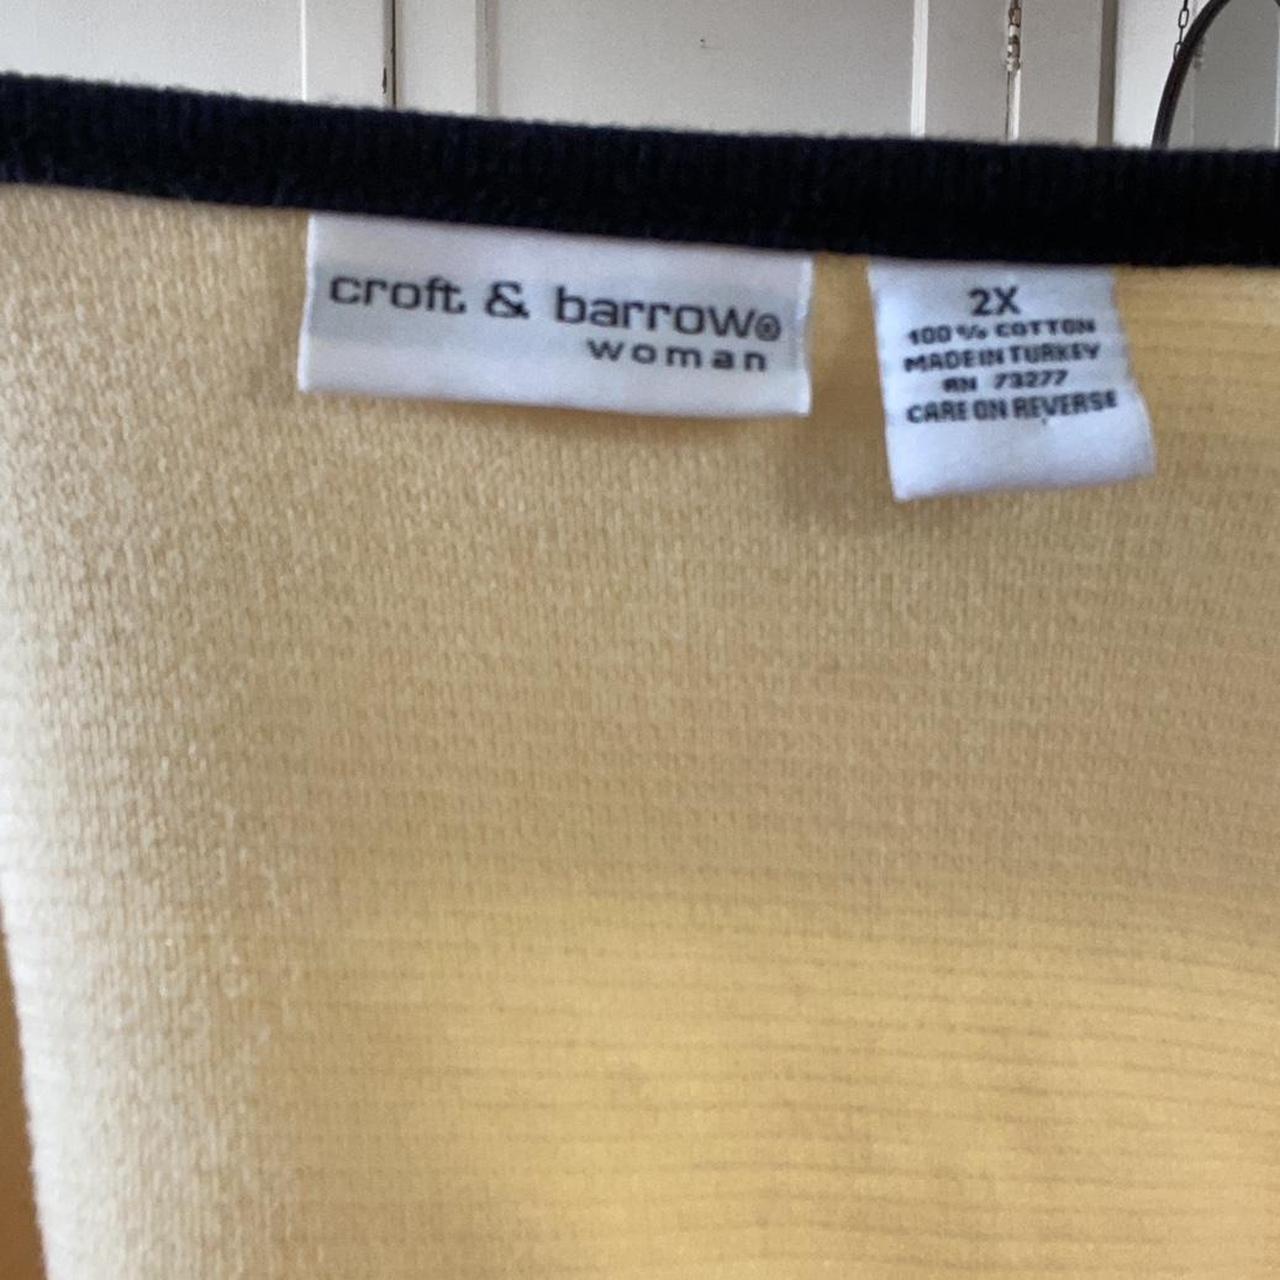 croft & barrow®
woman
2X
100% COTTON
MADE IN TURKEY
RN 73277
CARE ON REVERSE